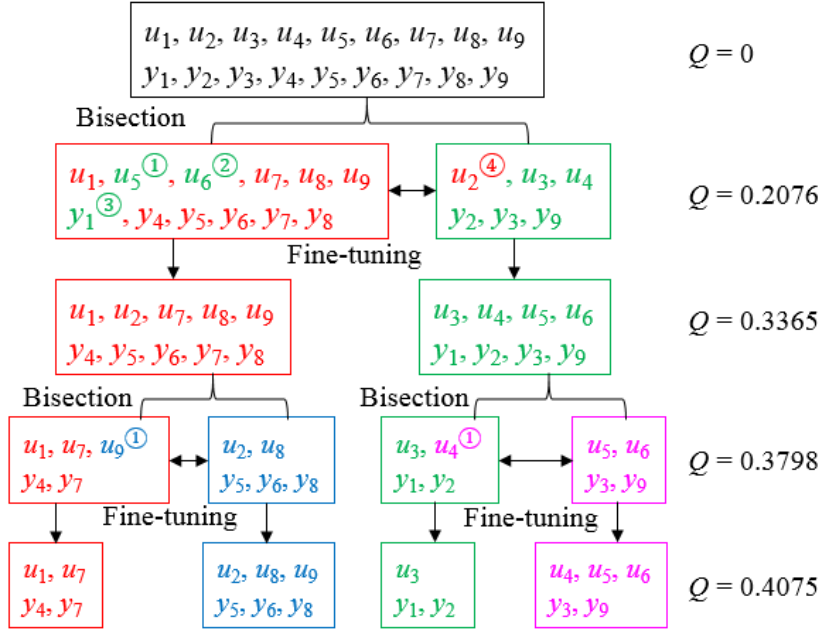 u₁, u₂, u₃, u₄, u₅, u₆, u₇, u₈, u₉
y₁, y₂, y₃, y₄, y₅, y₆, y₇, y₈, y₉
Q = 0
Bisection
u₁, u₅①, u₆②, u₇, u₈, u₉
y₁③, y₄, y₅, y₆, y₇, y₈
u₂④, u₃, u₄
y₂, y₃, y₉
Q = 0.2076
Fine-tuning
u₁, u₂, u₇, u₈, u₉
y₄, y₅, y₆, y₇, y₈
u₃, u₄, u₅, u₆
y₁, y₂, y₃, y₉
Q = 0.3365
Bisection
Bisection
u₁, u₇, u₉①
y₄, y₇
u₂, u₈
y₅, y₆, y₈
u₃, u₄①
y₁, y₂
u₅, u₆
y₃, y₉
Q = 0.3798
Fine-tuning
Fine-tuning
u₁, u₇
y₄, y₇
u₂, u₈, u₉
y₅, y₆, y₈
u₃
y₁, y₂
u₄, u₅, u₆
y₃, y₉
Q = 0.4075